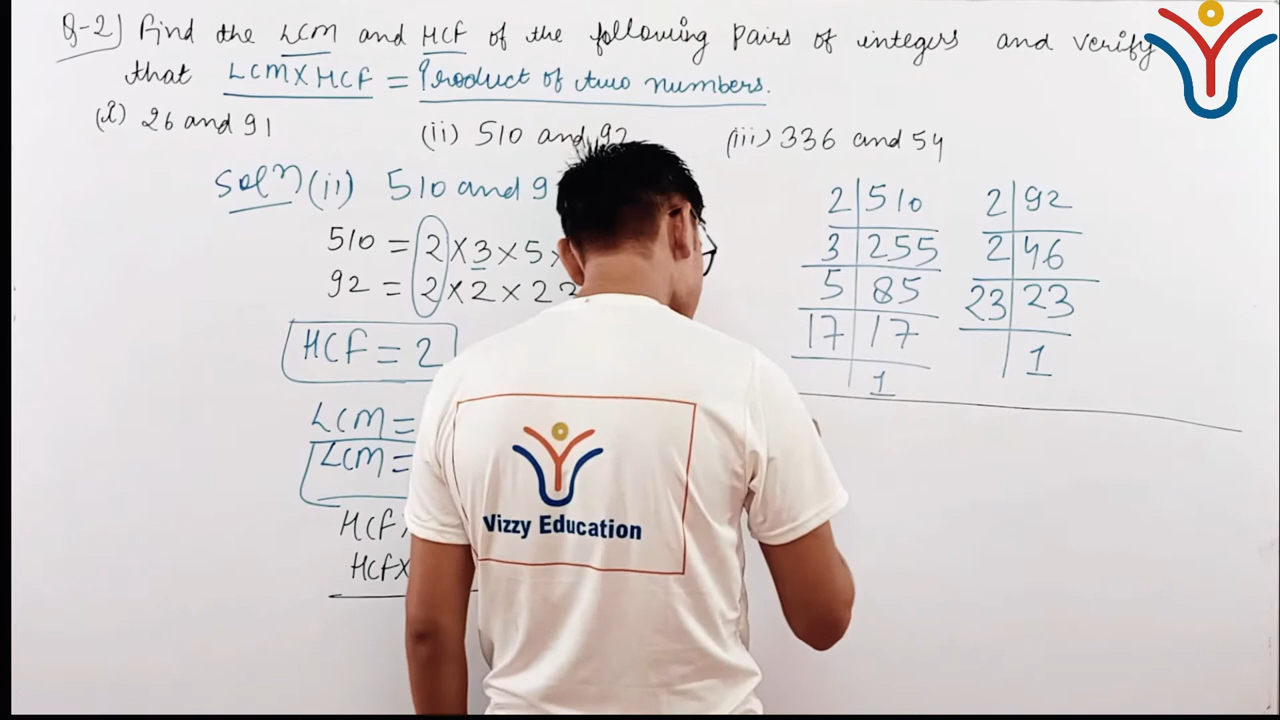 Q-2) Find the LCM and HCF of the following pairs of integers and verify
that LCM X HCF = Product of two numbers.
(i) 26 and 91 (ii) 510 and 92 (iii) 336 and 54
Solⁿ (ii) 510 and 9
510 = 2 X 3 X 5 X
92 = 2 X 2 X 23
HCF = 2
LCM =
LCM =
HCF X
HCF X
2 510
3 255
5 85
17 17
1
2 92
2 46
23 23
1
Vizzy Education